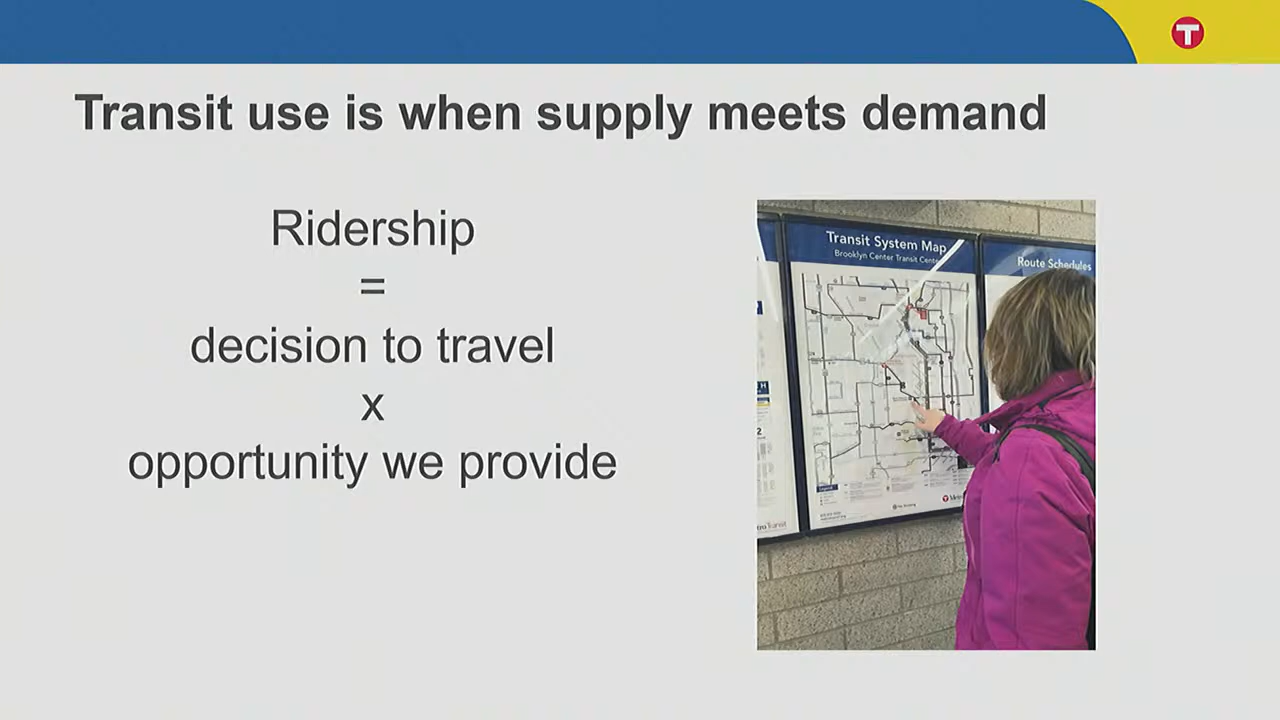 T
Transit use is when supply meets demand
Ridership
=
decision to travel
x
opportunity we provide
Transit System Map
Brooklyn Center Transit Cente
Route Schedules